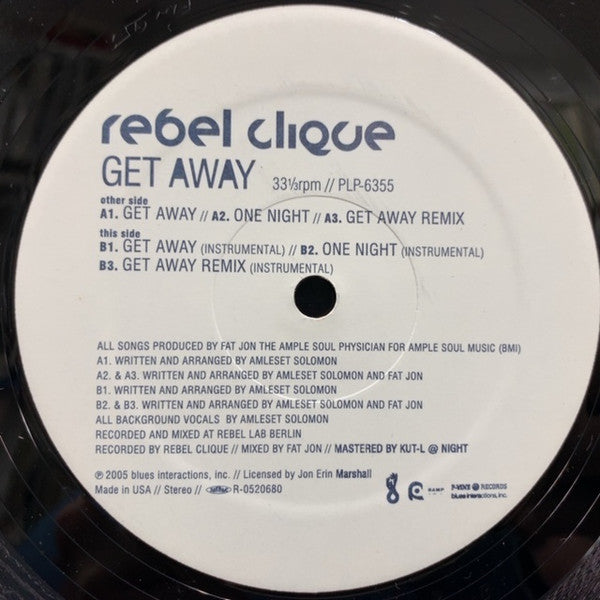 rebel clique
GET AWAY 33⅓rpm // PLP-6355
other side
A1. GET AWAY // A2. ONE NIGHT // A3. GET AWAY REMIX
this side
B1. GET AWAY (INSTRUMENTAL) // B2. ONE NIGHT (INSTRUMENTAL)
B3. GET AWAY REMIX (INSTRUMENTAL)
ALL SONGS PRODUCED BY FAT JON THE AMPLE SOUL PHYSICIAN FOR AMPLE SOUL MUSIC (BMI)
A1. WRITTEN AND ARRANGED BY AMLESET SOLOMON
A2. & A3. WRITTEN AND ARRANGED BY AMLESET SOLOMON AND FAT JON
B1. WRITTEN AND ARRANGED BY AMLESET SOLOMON
B2. & B3. WRITTEN AND ARRANGED BY AMLESET SOLOMON AND FAT JON
ALL BACKGROUND VOCALS BY AMLESET SOLOMON
RECORDED AND MIXED AT REBEL LAB BERLIN
RECORDED BY REBEL CLIQUE // MIXED BY FAT JON // MASTERED BY KUT-L @ NIGHT
℗ 2005 blues interactions, inc. // Licensed by Jon Erin Marshall
Made in USA // Stereo // R-0520680
RAMP
P-VINE RECORDS
blues interactions, inc.